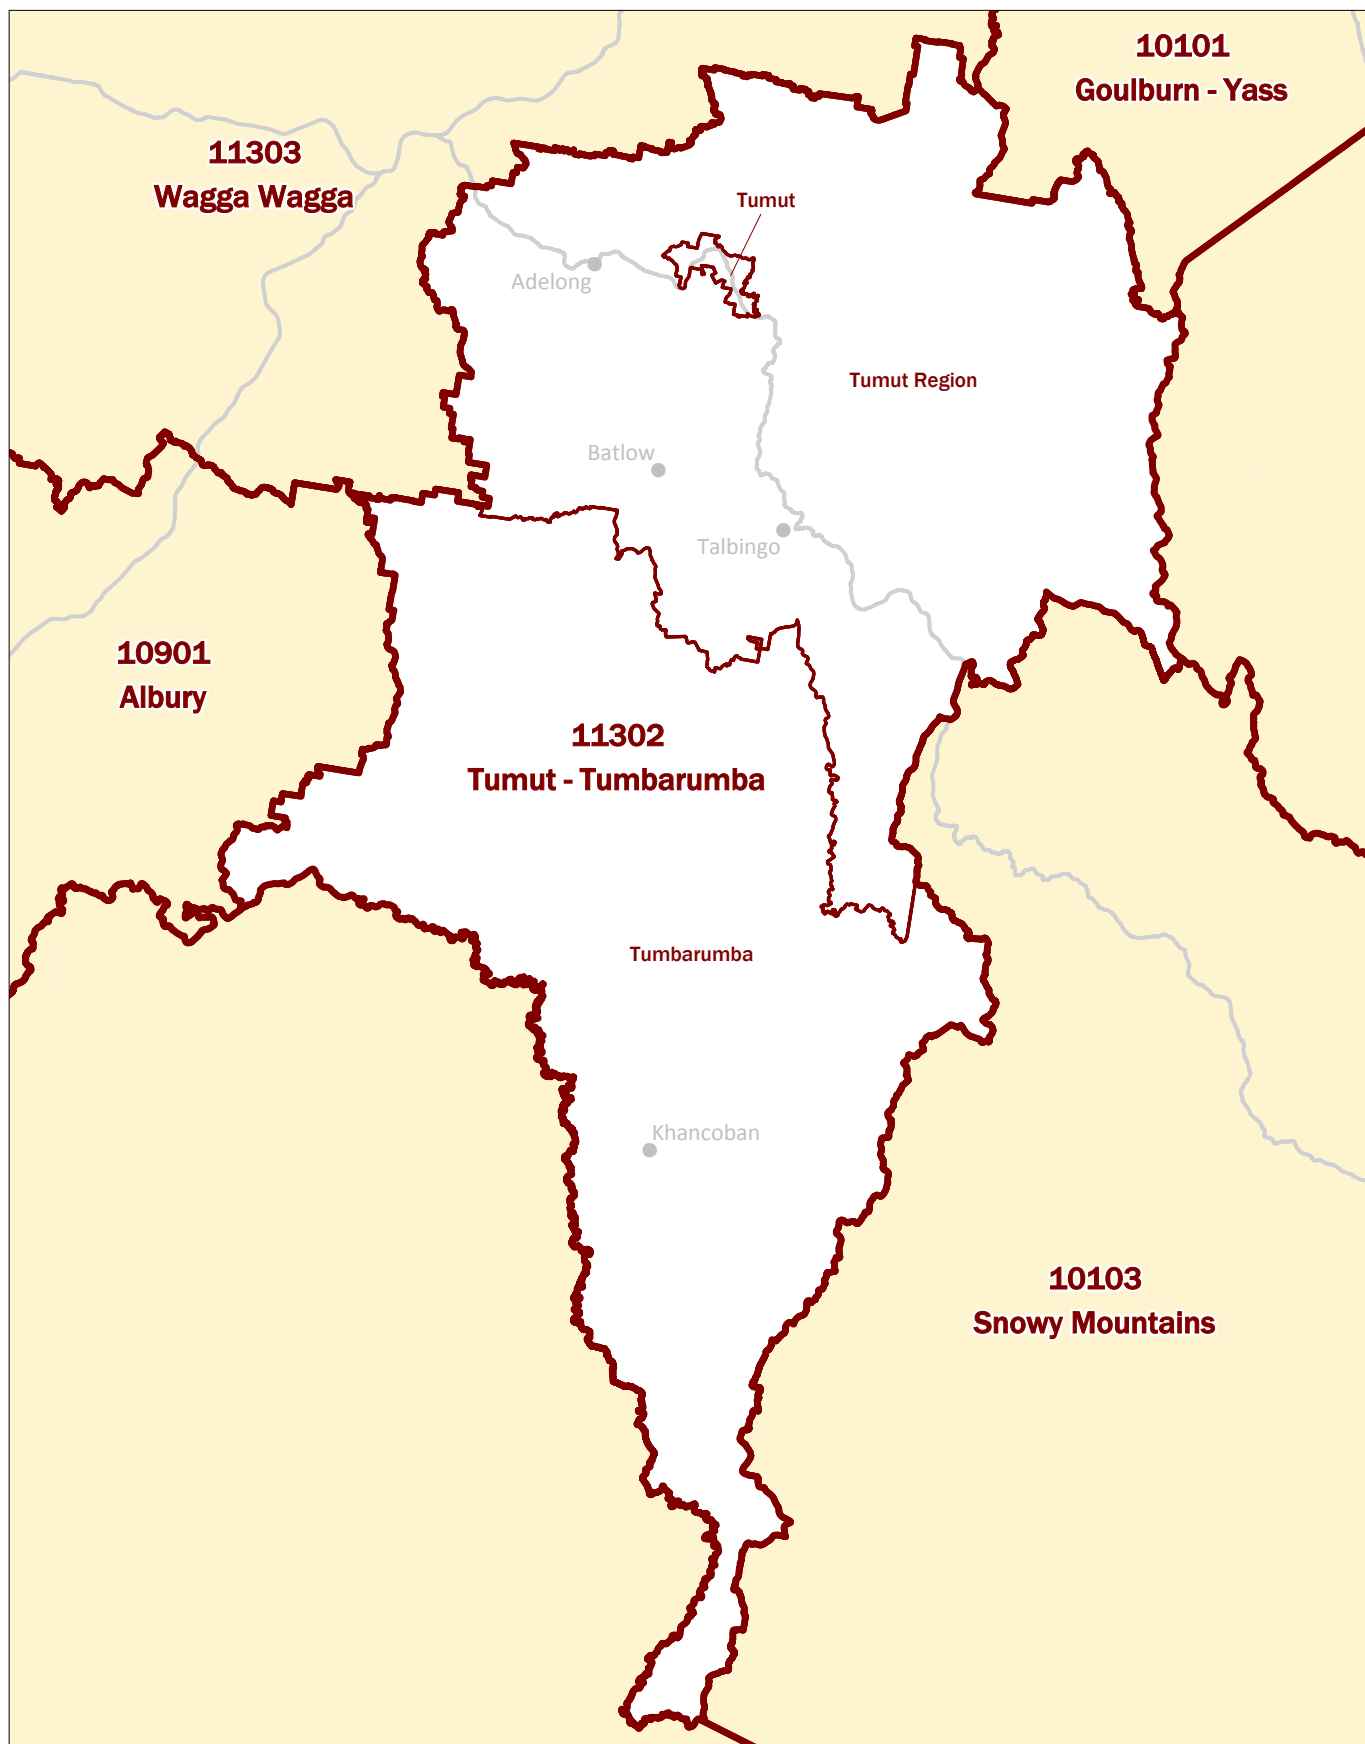 10101
Goulburn - Yass
11303
Wagga Wagga
Tumut
Adelong
Tumut Region
Batlow
Talbingo
10901
Albury
11302
Tumut - Tumbarumba
Tumbarumba
Khancoban
10103
Snowy Mountains